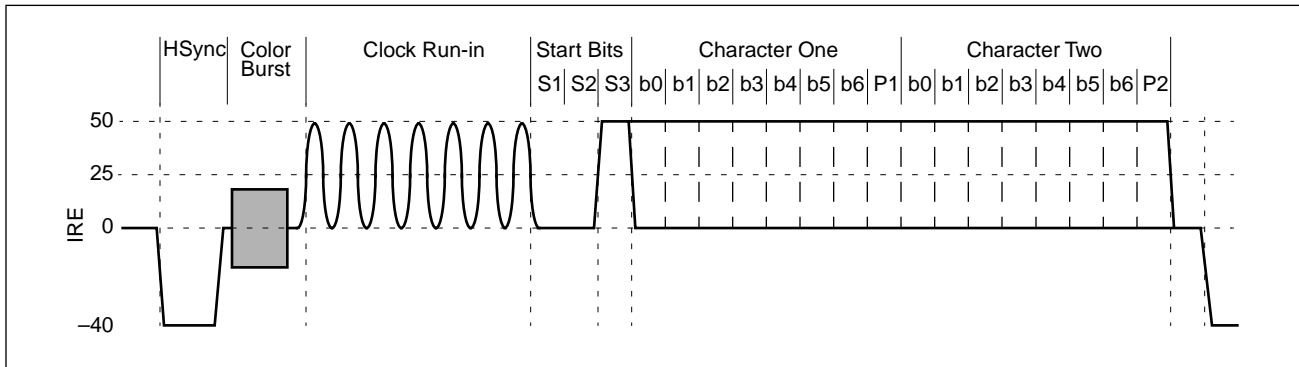 HSync Color Burst Clock Run-in Start Bits Character One Character Two
S1 S2 S3 b0 b1 b2 b3 b4 b5 b6 P1 b0 b1 b2 b3 b4 b5 b6 P2
50
25
IRE
0
–40